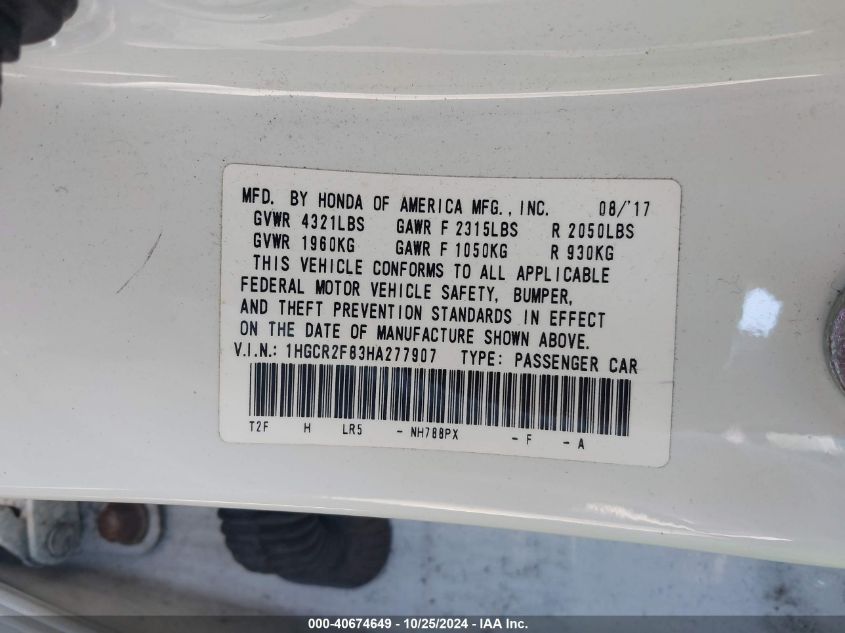 MFD. BY HONDA OF AMERICA MFG., INC. 08/'17
GVWR 4321LBS GAWR F 2315LBS R 2050LBS
GVWR 1960KG GAWR F 1050KG R 930KG
THIS VEHICLE CONFORMS TO ALL APPLICABLE
FEDERAL MOTOR VEHICLE SAFETY, BUMPER,
AND THEFT PREVENTION STANDARDS IN EFFECT
ON THE DATE OF MANUFACTURE SHOWN ABOVE.
V.I.N.: 1HGCR2F83HA277907 TYPE: PASSENGER CAR
T2F H LR5 - NH788PX - F - A
000-40674649 - 10/25/2024 - IAA Inc.